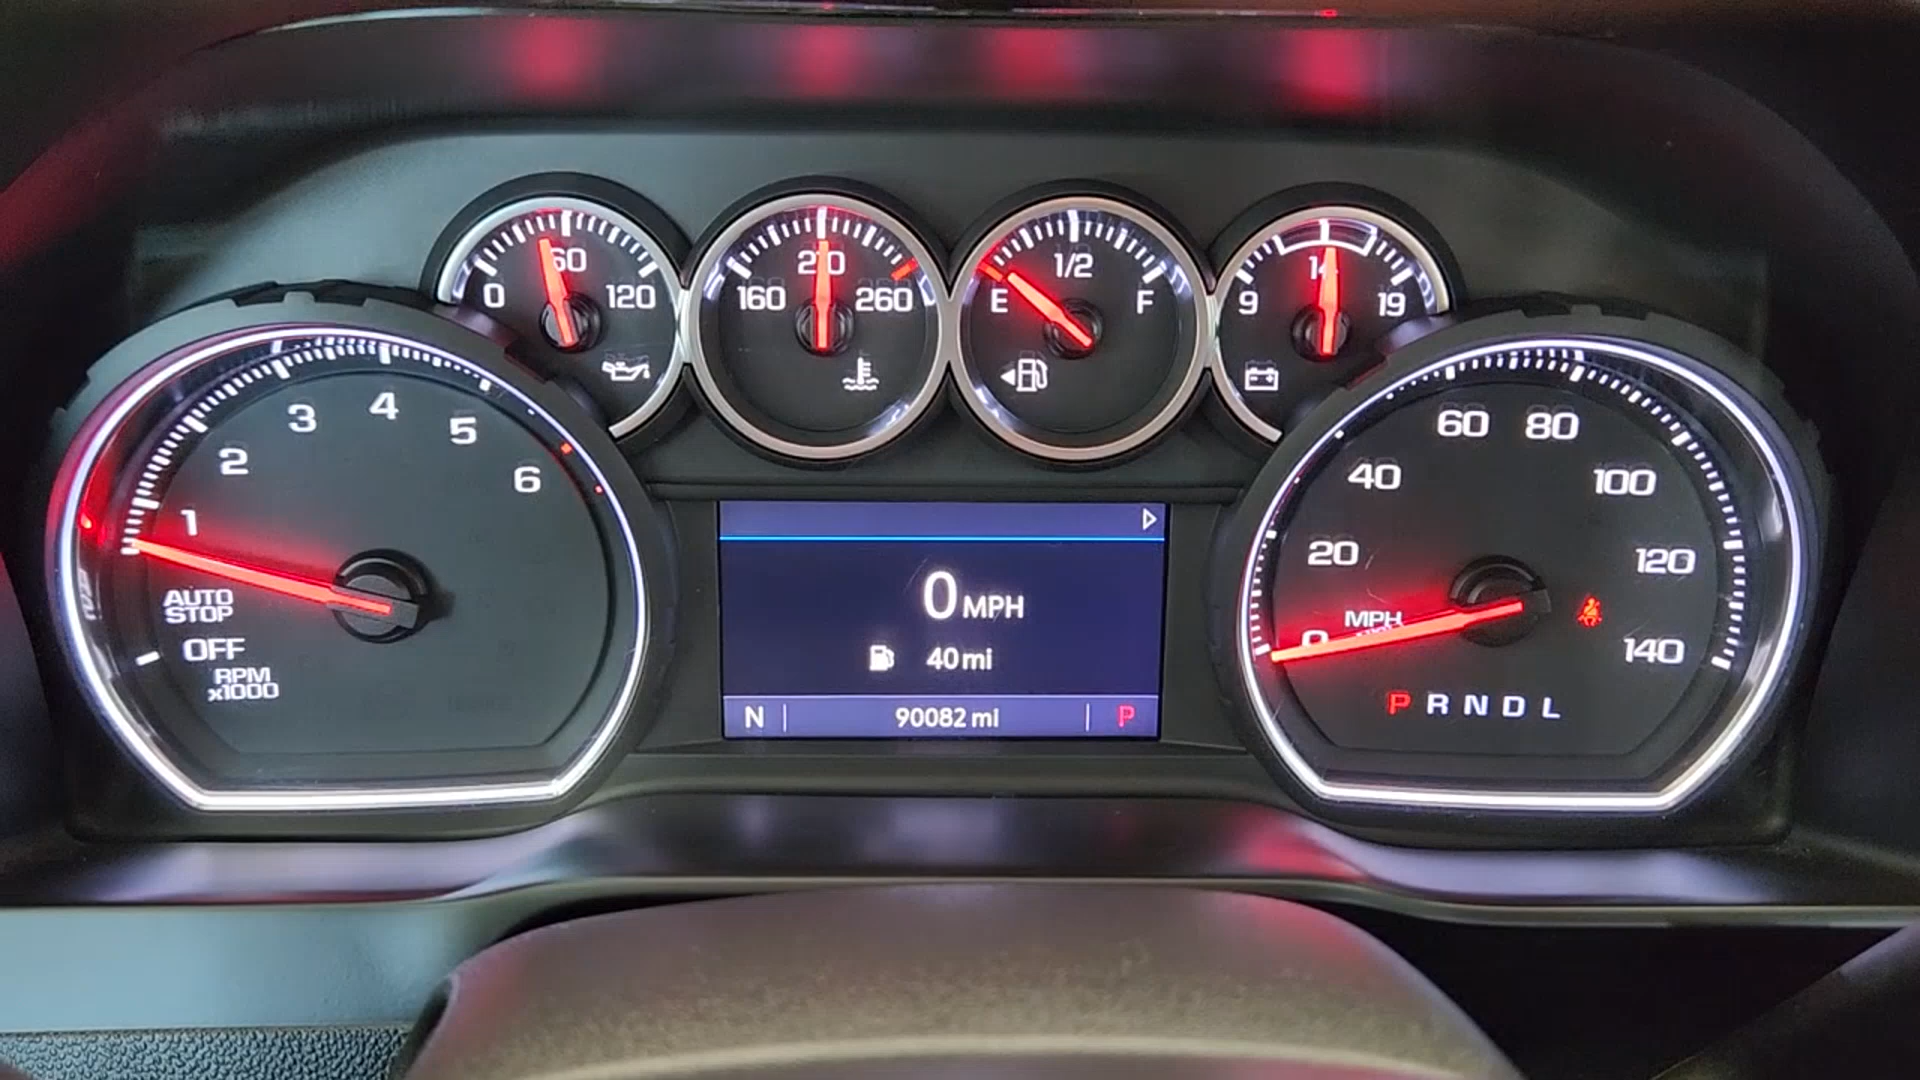 0 60 120
160 210 260
E 1/2 F
9 14 19
1 2 3 4 5 6
AUTO
STOP
OFF
RPM
x1000
0 MPH
40 mi
N 90082 mi P
0 20 40 60 80 100 120 140
MPH
P R N D L